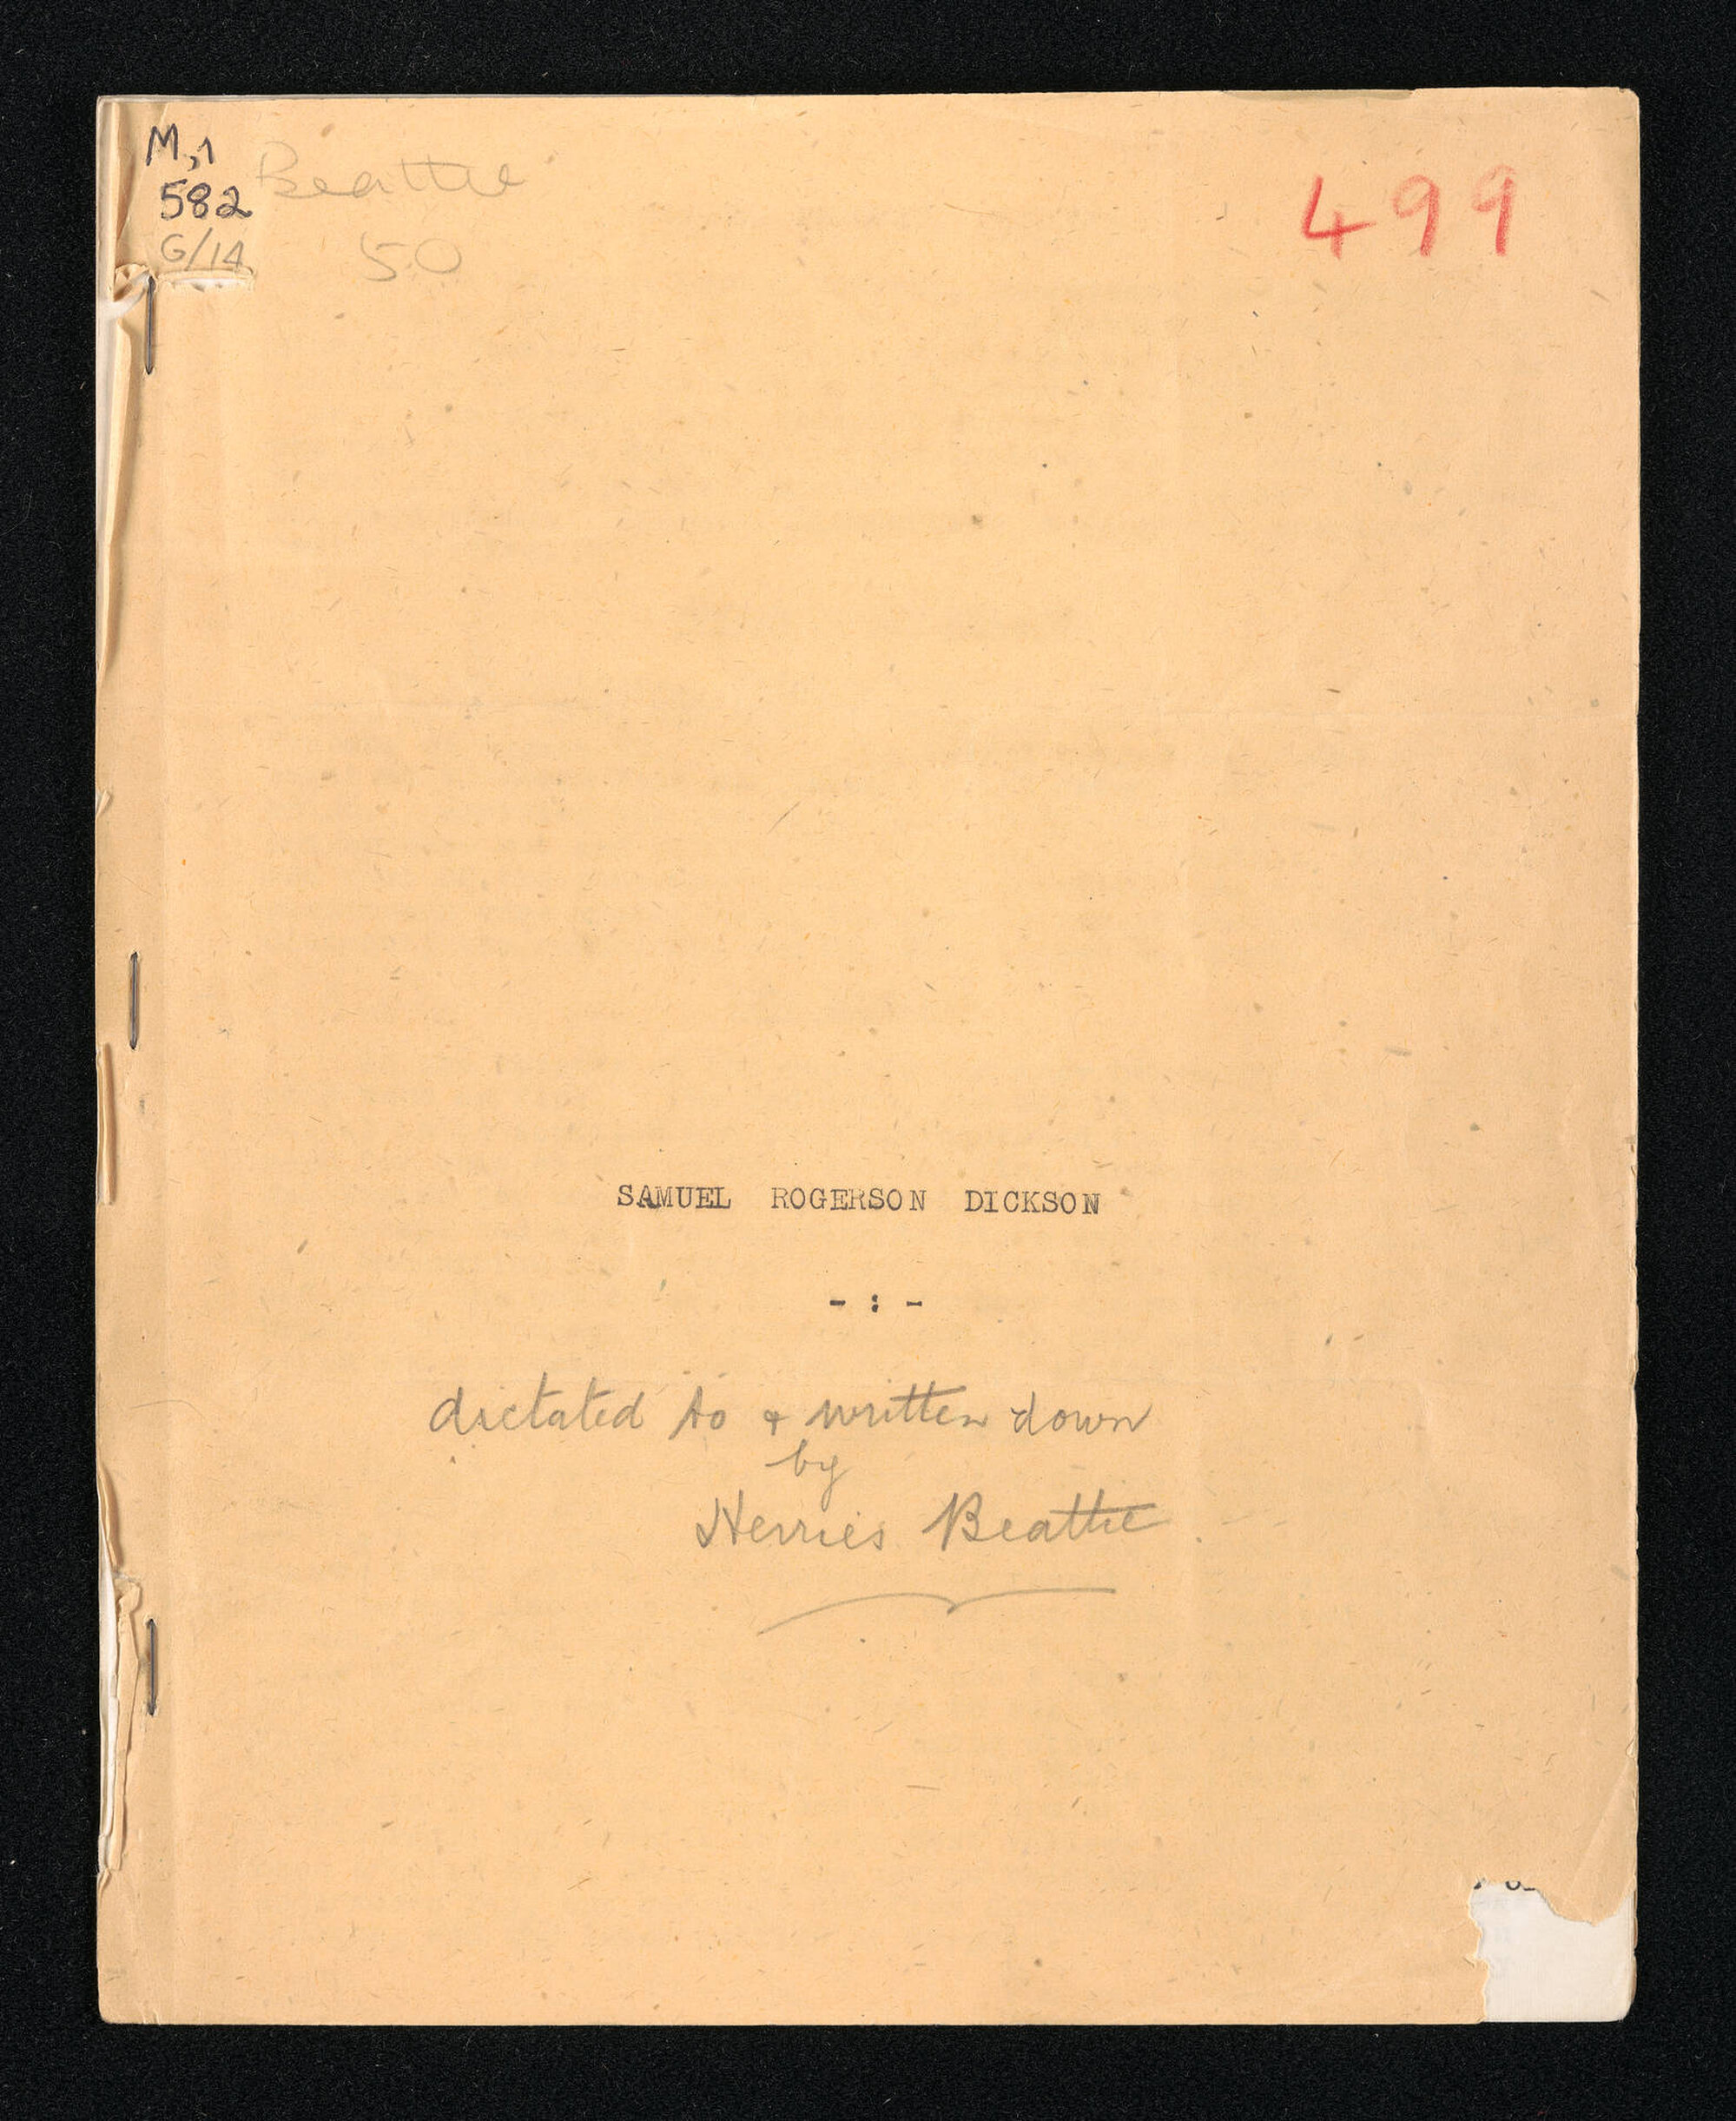 M,1
582
G/14
Beattie
50
499
SAMUEL ROGERSON DICKSON
- : -
dictated to & written down
by
Herries Beattie.